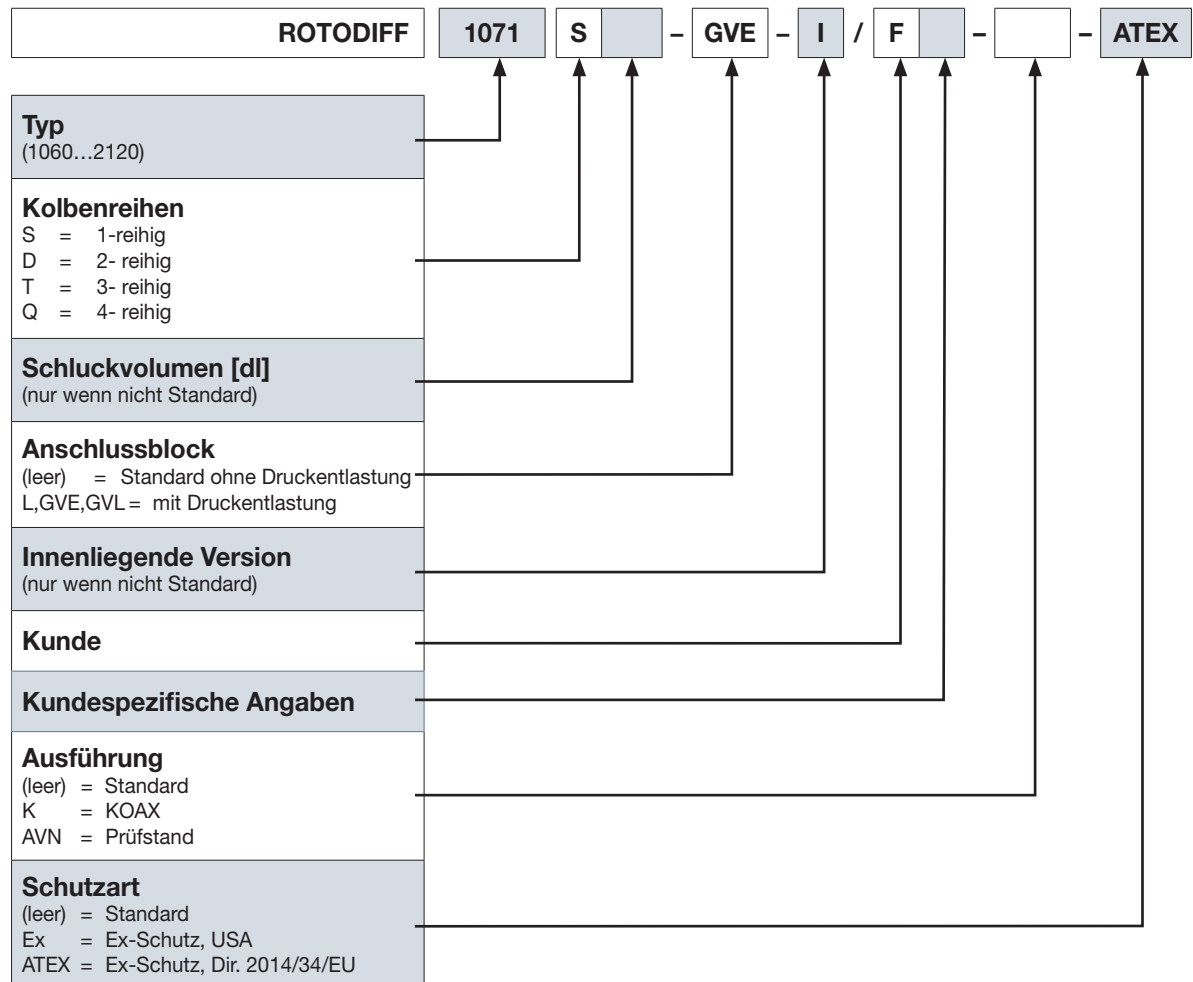 ROTODIFF 1071 S – GVE – I / F – – ATEX
Typ
(1060…2120)
Kolbenreihen
S = 1-reihig
D = 2- reihig
T = 3- reihig
Q = 4- reihig
Schluckvolumen [dl]
(nur wenn nicht Standard)
Anschlussblock
(leer) = Standard ohne Druckentlastung
L,GVE,GVL = mit Druckentlastung
Innenliegende Version
(nur wenn nicht Standard)
Kunde
Kundespezifische Angaben
Ausführung
(leer) = Standard
K = KOAX
AVN = Prüfstand
Schutzart
(leer) = Standard
Ex = Ex-Schutz, USA
ATEX = Ex-Schutz, Dir. 2014/34/EU